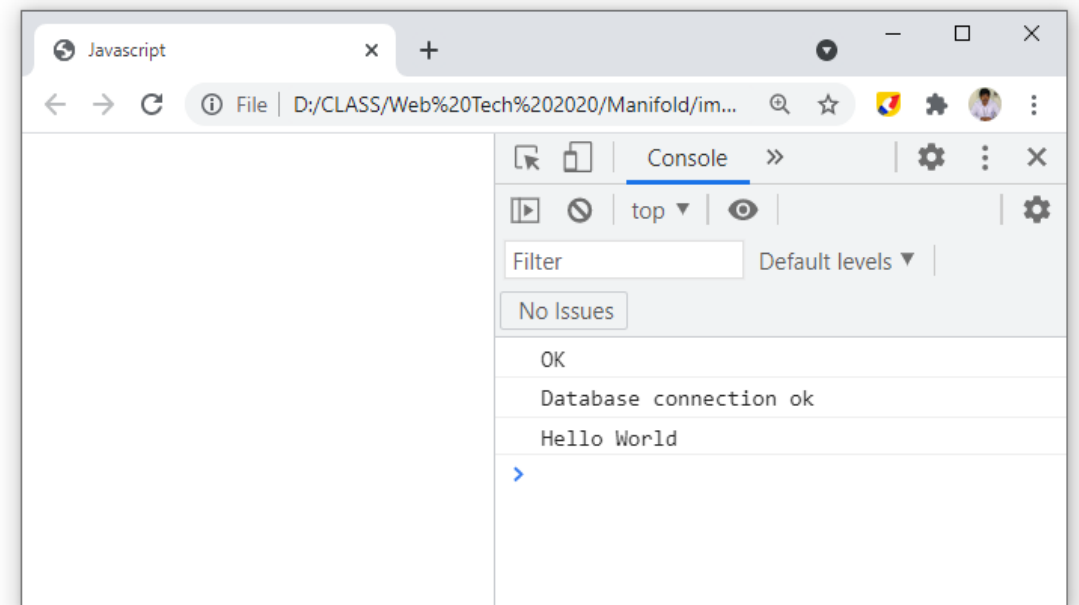 Javascript
File D:/CLASS/Web%20Tech%202020/Manifold/im...
Console
top
Filter Default levels
No Issues
OK
Database connection ok
Hello World